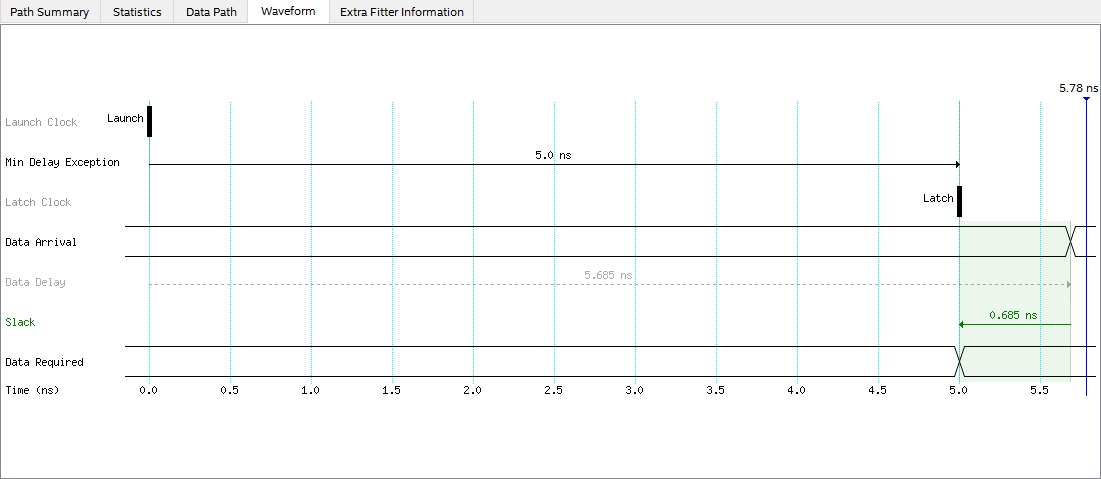 Path Summary Statistics Data Path Waveform Extra Fitter Information
5.78 ns
Launch Clock Launch
Min Delay Exception 5.0 ns
Latch Clock Latch
Data Arrival
Data Delay 5.685 ns
Slack 0.685 ns
Data Required
Time (ns) 0.0 0.5 1.0 1.5 2.0 2.5 3.0 3.5 4.0 4.5 5.0 5.5